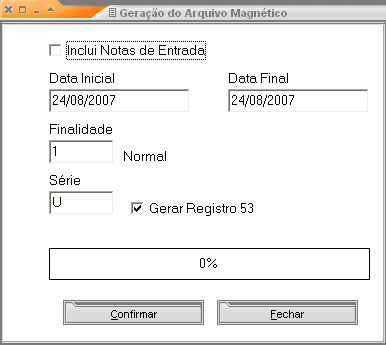 Geração do Arquivo Magnético
Inclui Notas de Entrada
Data Inicial Data Final
24/08/2007 24/08/2007
Finalidade
1 Normal
Série
U Gerar Registro 53
0%
Confirmar Fechar